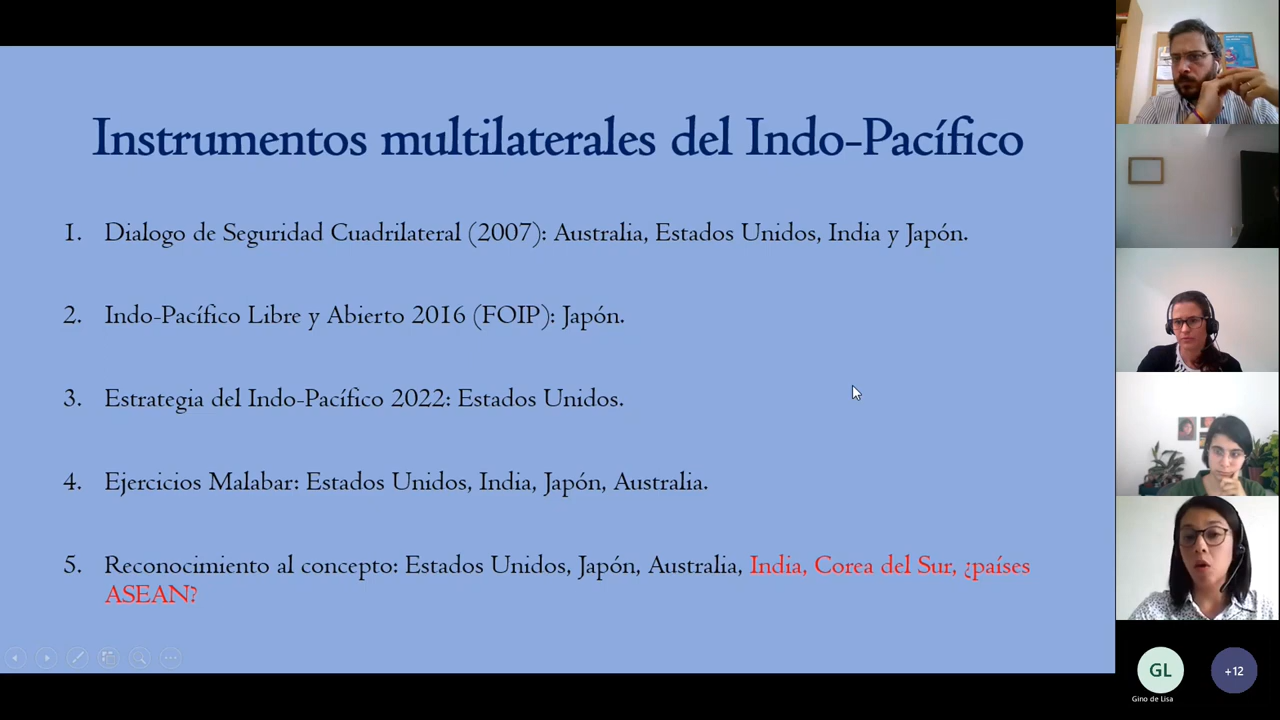 Instrumentos multilaterales del Indo-Pacífico
1. Dialogo de Seguridad Cuadrilateral (2007): Australia, Estados Unidos, India y Japón.
2. Indo-Pacífico Libre y Abierto 2016 (FOIP): Japón.
3. Estrategia del Indo-Pacífico 2022: Estados Unidos.
4. Ejercicios Malabar: Estados Unidos, India, Japón, Australia.
5. Reconocimiento al concepto: Estados Unidos, Japón, Australia, India, Corea del Sur, ¿países
ASEAN?
GL
+12
Gino de Lisa